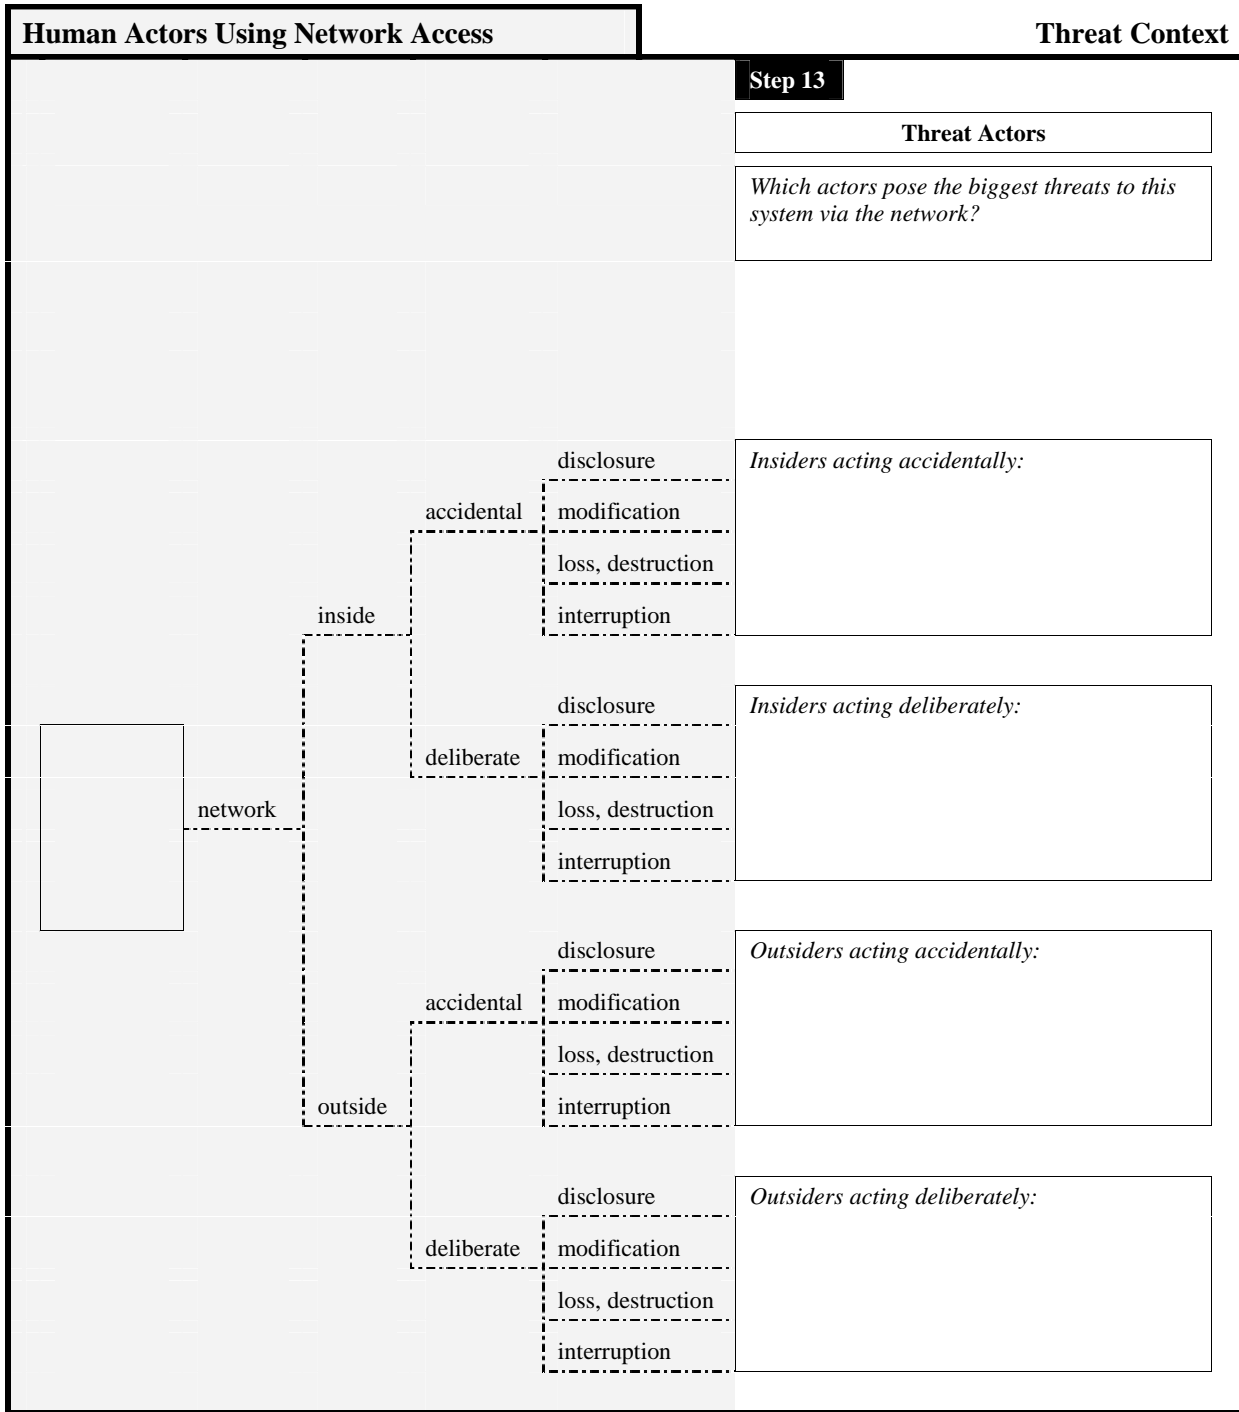 Human Actors Using Network Access
Threat Context
Step 13
Threat Actors
Which actors pose the biggest threats to this
system via the network?
disclosure
Insiders acting accidentally:
accidental
modification
loss, destruction
inside
interruption
disclosure
Insiders acting deliberately:
deliberate
modification
network
loss, destruction
interruption
disclosure
Outsiders acting accidentally:
accidental
modification
loss, destruction
outside
interruption
disclosure
Outsiders acting deliberately:
deliberate
modification
loss, destruction
interruption